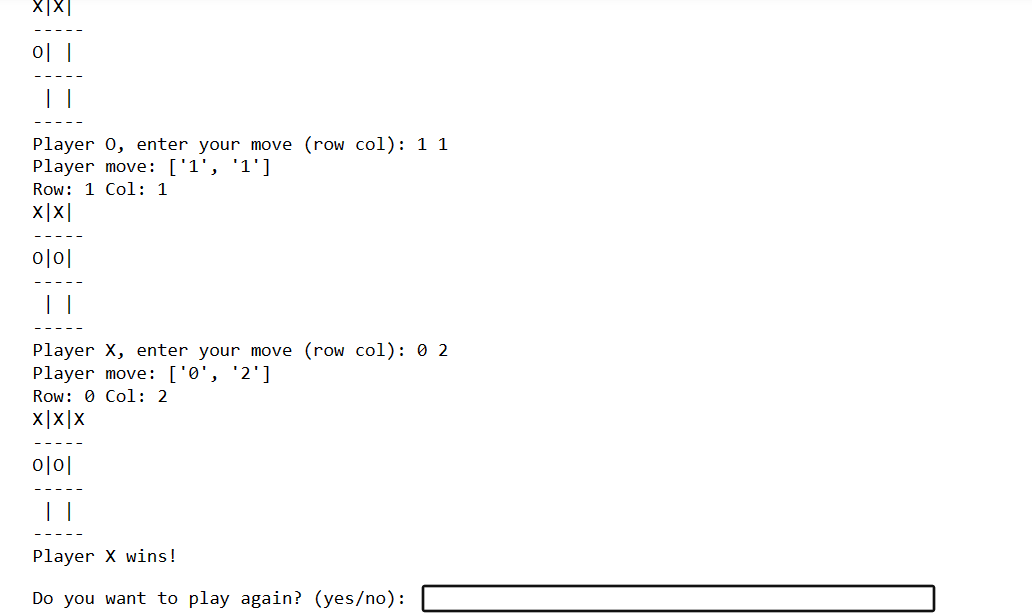 X|X|
-----
O| |
-----
 | |
-----
Player O, enter your move (row col): 1 1
Player move: ['1', '1']
Row: 1 Col: 1
X|X|
-----
O|O|
-----
 | |
-----
Player X, enter your move (row col): 0 2
Player move: ['0', '2']
Row: 0 Col: 2
X|X|X
-----
O|O|
-----
 | |
-----
Player X wins!
Do you want to play again? (yes/no):